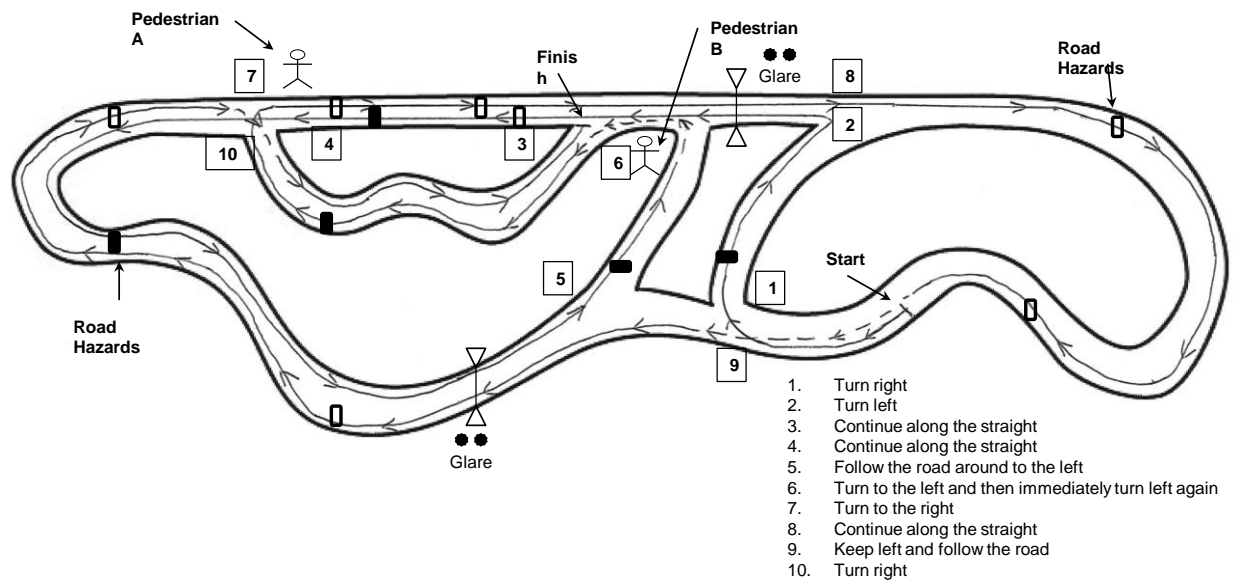 Pedestrian
A
Pedestrian
B
Finis
h
Glare
Road
Hazards
7
8
2
10
4
3
6
5
Start
1
Road
Hazards
9
Glare
1. Turn right
2. Turn left
3. Continue along the straight
4. Continue along the straight
5. Follow the road around to the left
6. Turn to the left and then immediately turn left again
7. Turn to the right
8. Continue along the straight
9. Keep left and follow the road
10. Turn right